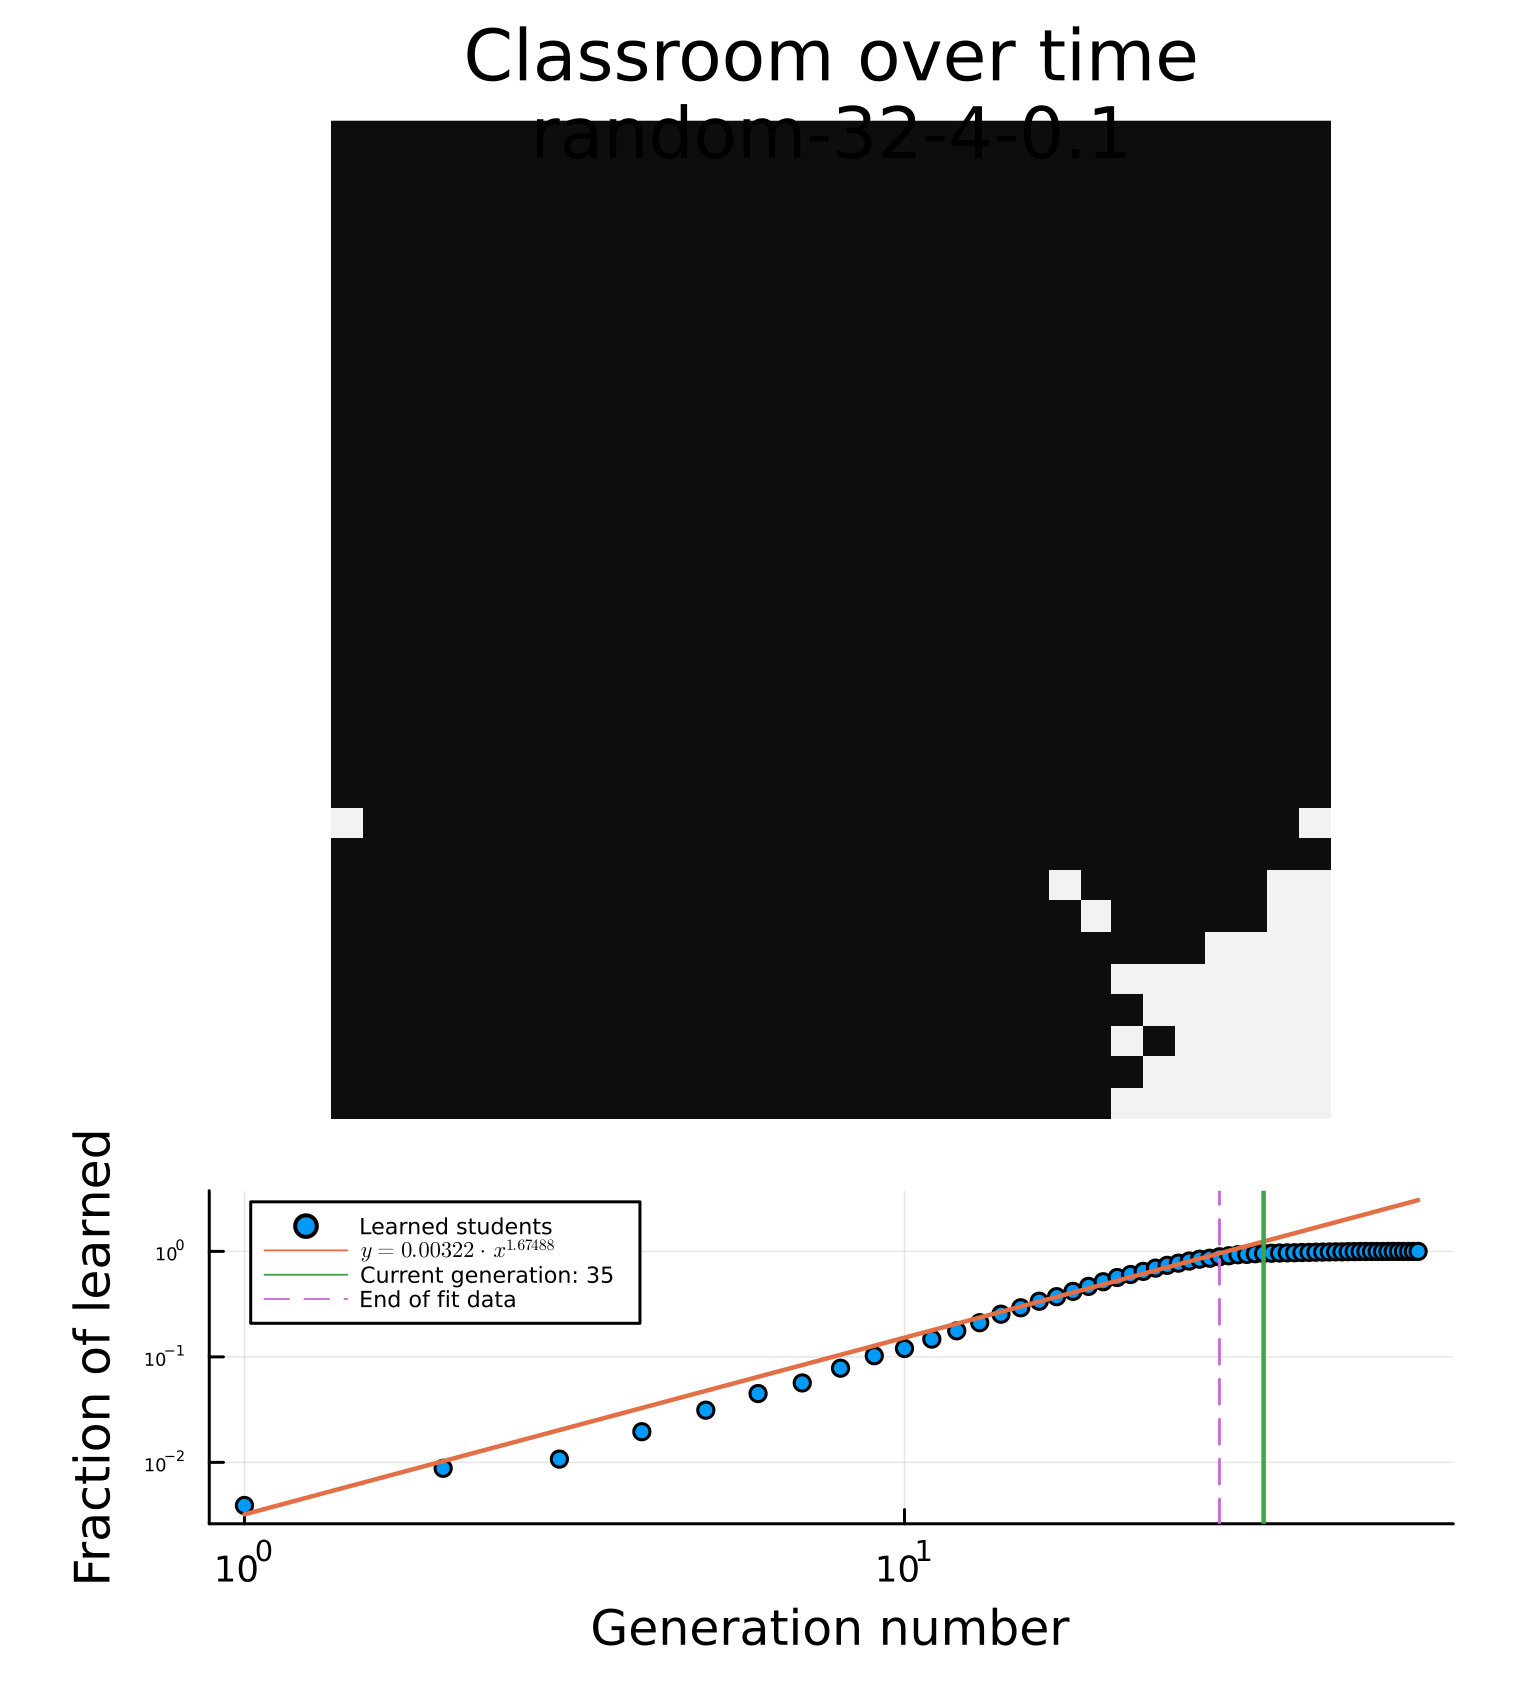 Classroom over time
random-32-4-0.1
Fraction of learned
Learned students
y = 0.00322 · x^1.67488
Current generation: 35
End of fit data
10^0
10^−1
10^−2
10^0
10^1
Generation number